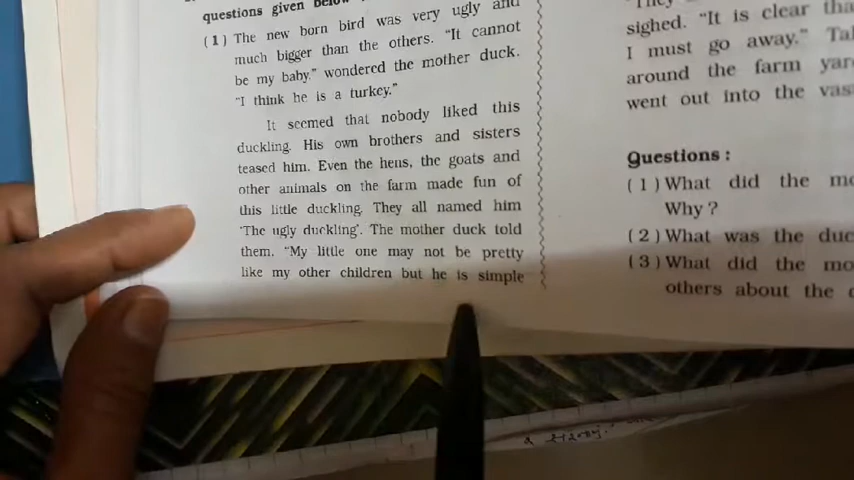 questions given below
(1) The new born bird was very ugly and
much bigger than the others. "It cannot
be my baby." wondered the mother duck.
"I think he is a turkey."
It seemed that nobody liked this
duckling. His own brothers and sisters
teased him. Even the hens, the goats and
other animals on the farm made fun of
this little duckling. They all named him
'The ugly duckling'. The mother duck told
them. "My little one may not be pretty
like my other children but he is simple
"They
sighed. "It is clear
I must go away."
around the farm
went out into the
Questions :
(1) What did the
Why?
(2) What was the
(3) What did the
others about the